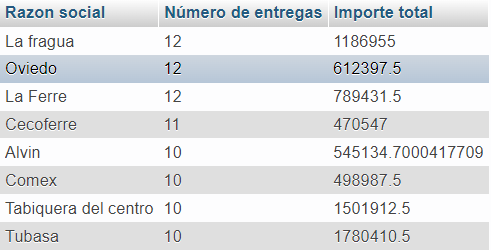 Razon social Número de entregas Importe total
La fragua 12 1186955
Oviedo 12 612397.5
La Ferre 12 789431.5
Cecoferre 11 470547
Alvin 10 545134.7000417709
Comex 10 498987.5
Tabiquera del centro 10 1501912.5
Tubasa 10 1780410.5